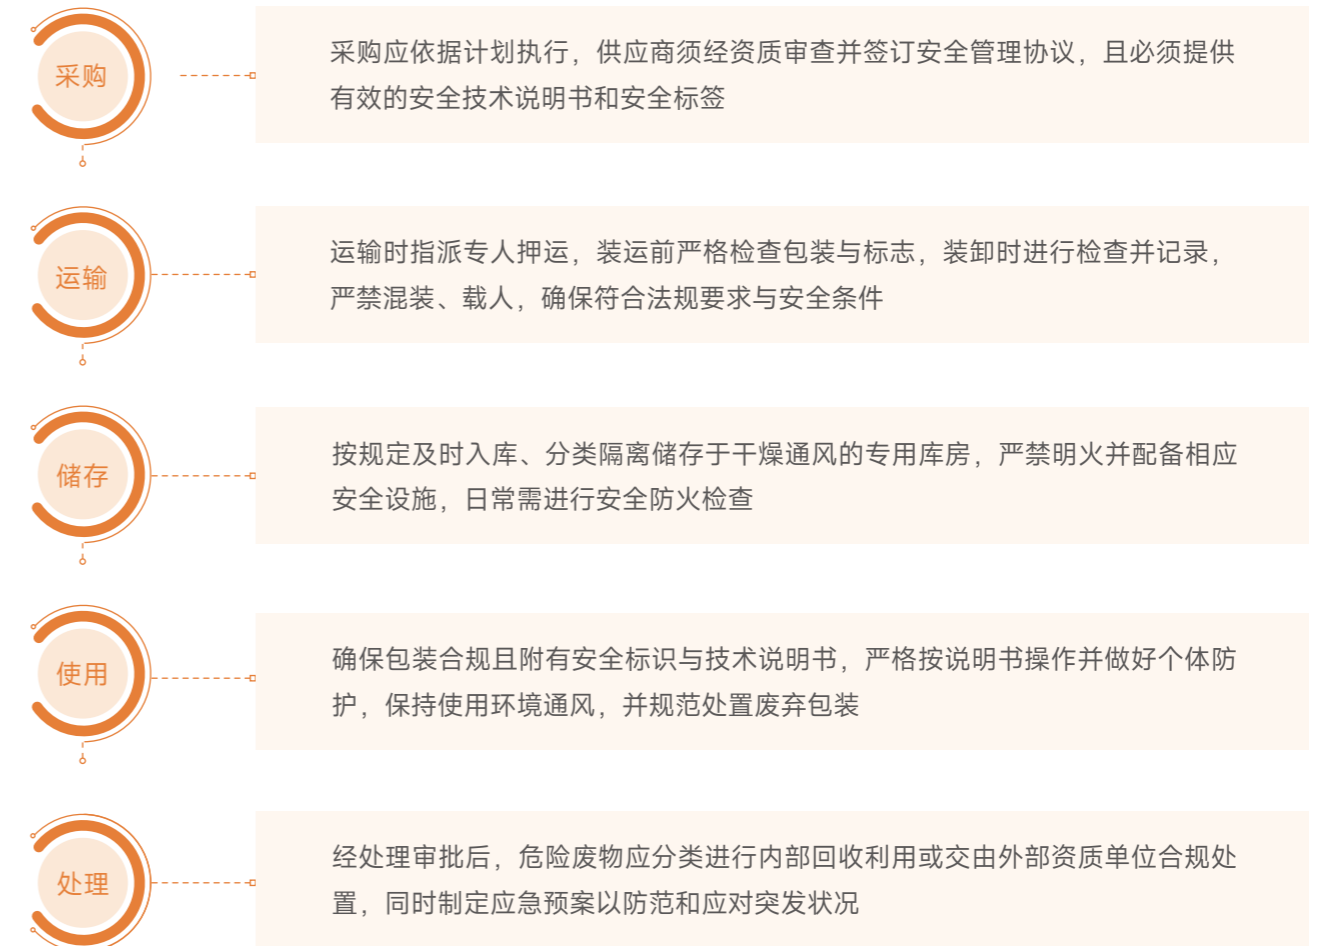 采购
采购应依据计划执行，供应商须经资质审查并签订安全管理协议，且必须提供
有效的安全技术说明书和安全标签
运输
运输时指派专人押运，装运前严格检查包装与标志，装卸时进行检查并记录，
严禁混装、载人，确保符合法规要求与安全条件
储存
按规定及时入库、分类隔离储存于干燥通风的专用库房，严禁明火并配备相应
安全设施，日常需进行安全防火检查
使用
确保包装合规且附有安全标识与技术说明书，严格按说明书操作并做好个体防
护，保持使用环境通风，并规范处置废弃包装
处理
经处理审批后，危险废物应分类进行内部回收利用或交由外部资质单位合规处
置，同时制定应急预案以防范和应对突发状况